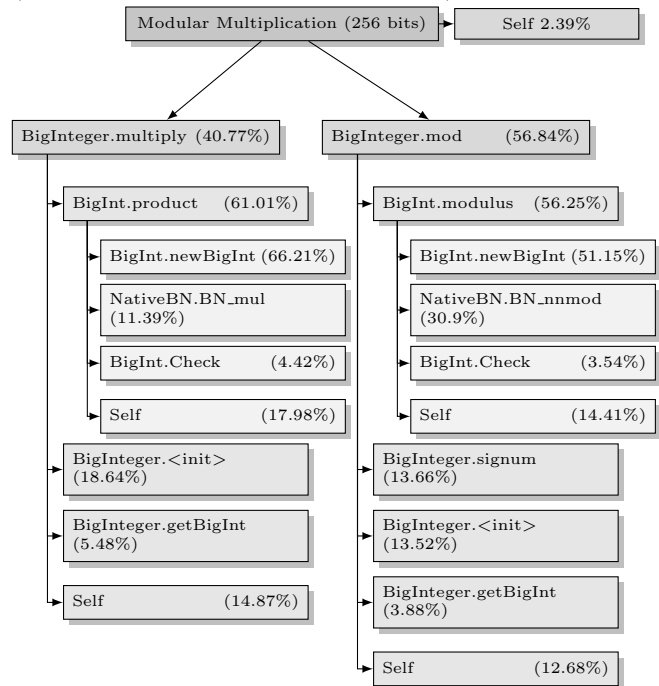 Modular Multiplication (256 bits)
Self 2.39%
BigInteger.multiply (40.77%)
BigInt.product (61.01%)
BigInt.newBigInt (66.21%)
NativeBN.BN_mul
(11.39%)
BigInt.Check (4.42%)
Self (17.98%)
BigInteger.<init>
(18.64%)
BigInteger.getBigInt
(5.48%)
Self (14.87%)
BigInteger.mod (56.84%)
BigInt.modulus (56.25%)
BigInt.newBigInt (51.15%)
NativeBN.BN_nnmod
(30.9%)
BigInt.Check (3.54%)
Self (14.41%)
BigInteger.signum
(13.66%)
BigInteger.<init>
(13.52%)
BigInteger.getBigInt
(3.88%)
Self (12.68%)